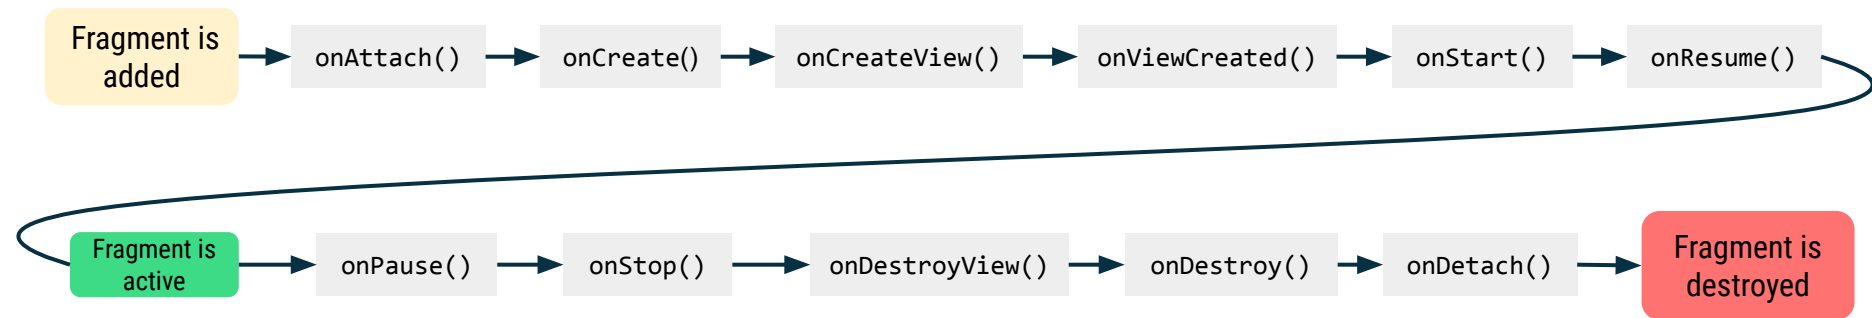 Fragment is
added
onAttach()
onCreate()
onCreateView()
onViewCreated()
onStart()
onResume()
Fragment is
active
onPause()
onStop()
onDestroyView()
onDestroy()
onDetach()
Fragment is
destroyed